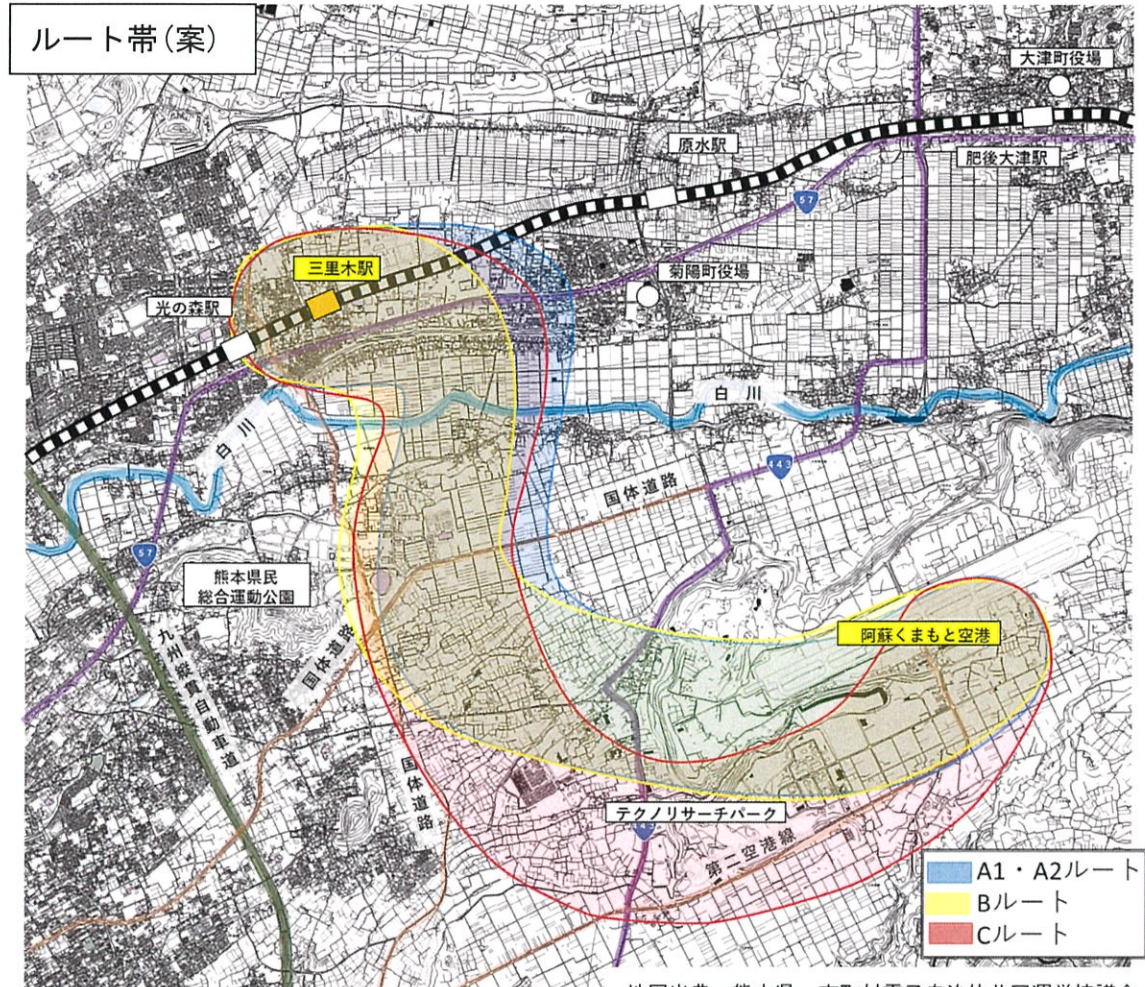 ルート帯(案)
大津町役場
原水駅
肥後大津駅
57
三里木駅
菊陽町役場
光の森駅
白川
白川
443
国体道路
57
熊本県民
総合運動公園
阿蘇くまもと空港
国体道路
九州縦貫自動車道
国体道路
テクノリサーチパーク
第二空港線
A1・A2ルート
Bルート
Cルート